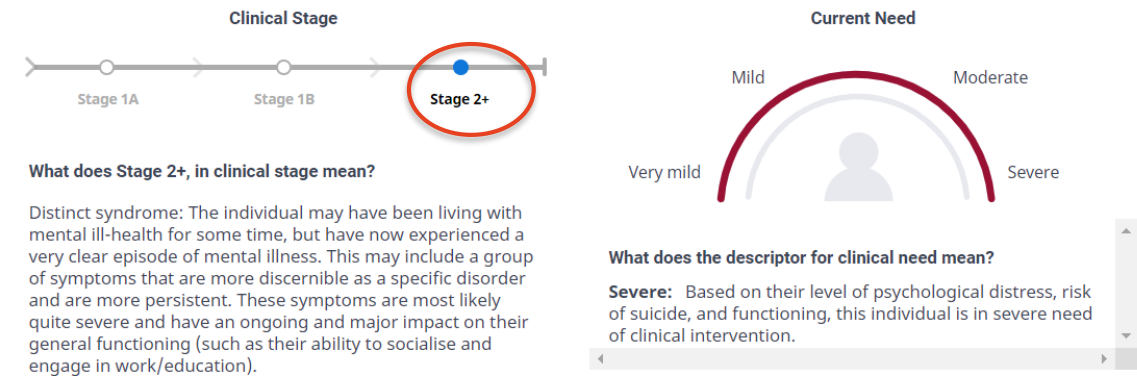 Clinical Stage
Stage 1A
Stage 1B
Stage 2+
What does Stage 2+, in clinical stage mean?
Distinct syndrome: The individual may have been living with
mental ill-health for some time, but have now experienced a
very clear episode of mental illness. This may include a group
of symptoms that are more discernible as a specific disorder
and are more persistent. These symptoms are most likely
quite severe and have an ongoing and major impact on their
general functioning (such as their ability to socialise and
engage in work/education).
Current Need
Mild
Moderate
Very mild
Severe
What does the descriptor for clinical need mean?
Severe: Based on their level of psychological distress, risk
of suicide, and functioning, this individual is in severe need
of clinical intervention.